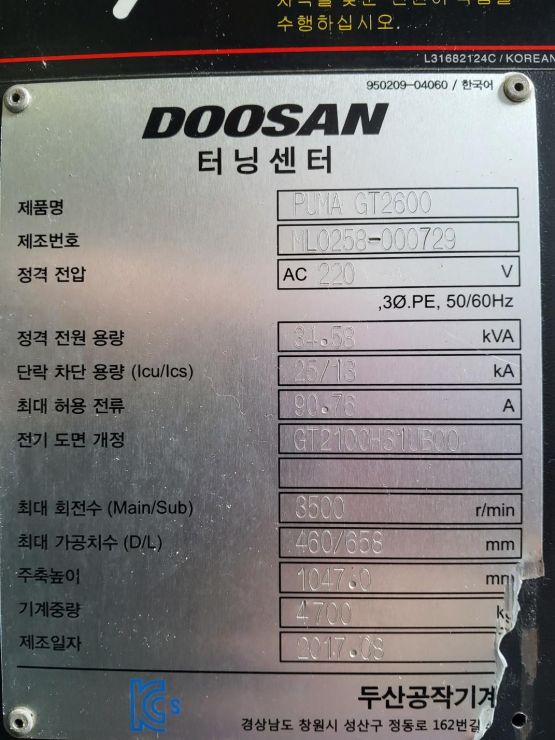 수행하십시오.
L31682124C / KOREAN
950209-04060 / 한국어
DOOSAN
터닝센터
제품명 PUMA GT2600
제조번호 ML0258-000729
정격 전압 AC 220 V
,3Ø.PE, 50/60Hz
정격 전원 용량 34.58 kVA
단락 차단 용량 (Icu/Ics) 25/13 kA
최대 허용 전류 90.76 A
전기 도면 개정 GT2100HS1UB00
최대 회전수 (Main/Sub) 3500 r/min
최대 가공치수 (D/L) 460/658 mm
주축높이 1047.0 mm
기계중량 4700 kg
제조일자 2017.08
두산공작기계
경상남도 창원시 성산구 정동로 162번길